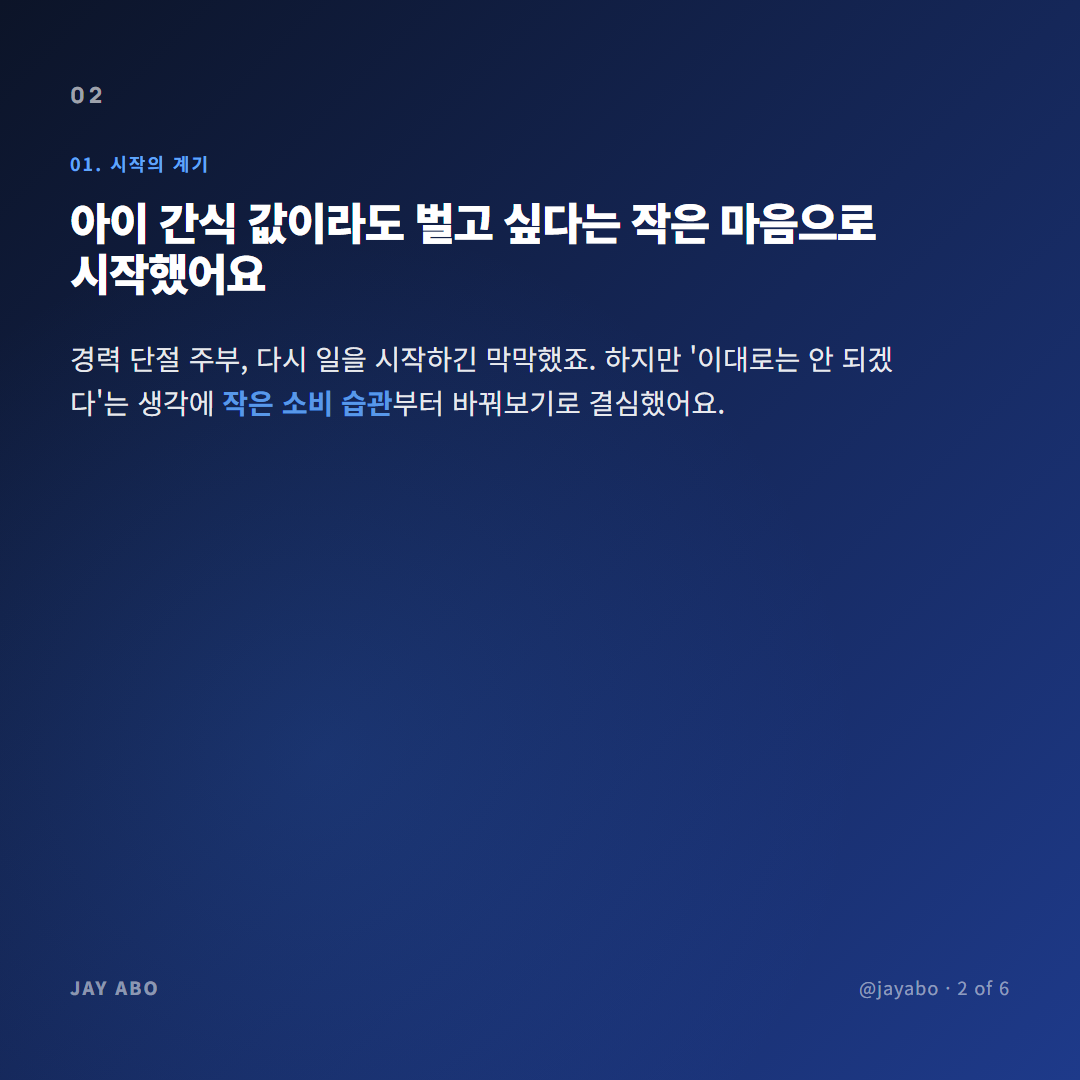 02
01. 시작의 계기
아이 간식 값이라도 벌고 싶다는 작은 마음으로
시작했어요
경력 단절 주부, 다시 일을 시작하긴 막막했죠. 하지만 '이대로는 안 되겠
다'는 생각에 작은 소비 습관부터 바꿔보기로 결심했어요.
JAY ABO
@jayabo · 2 of 6